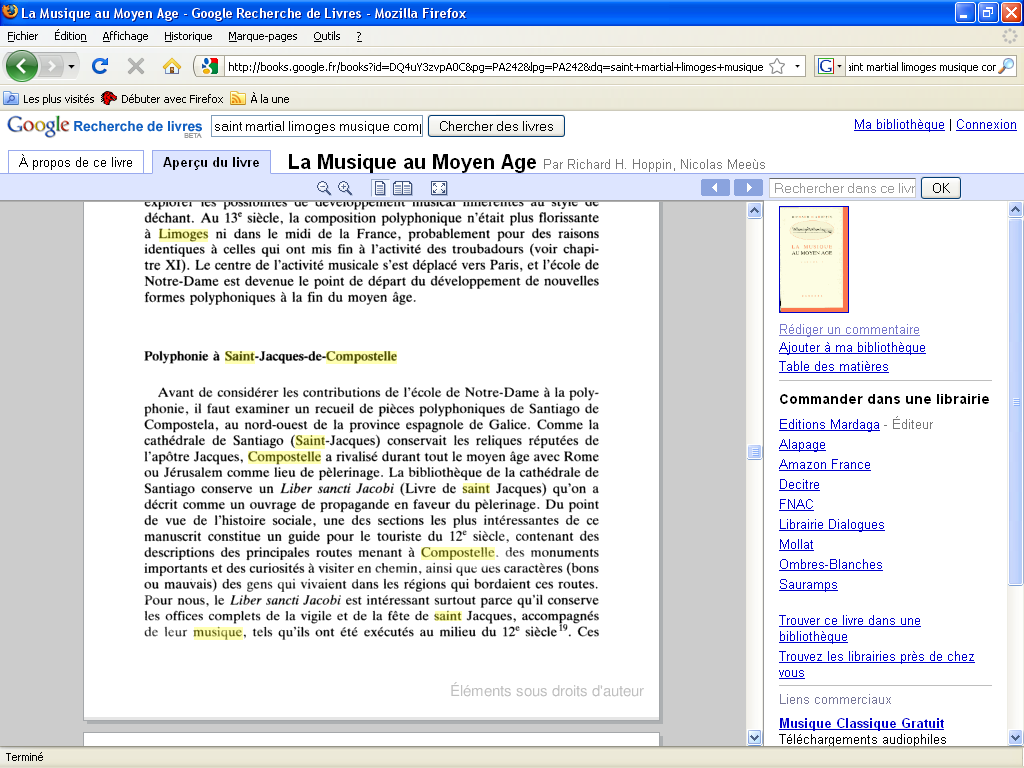 La Musique au Moyen Age - Google Recherche de Livres - Mozilla Firefox
Fichier Édition Affichage Historique Marque-pages Outils ?
http://books.google.fr/books?id=DQ4uY3zvpA0C&pg=PA242&lpg=PA242&dq=saint+martial+limoges+musique
int martial limoges musique cor
Les plus visités Débuter avec Firefox À la une
Google Recherche de livres BETA
saint martial limoges musique comp
Chercher des livres
Ma bibliothèque | Connexion
À propos de ce livre Aperçu du livre La Musique au Moyen Age Par Richard H. Hoppin, Nicolas Meeùs
Rechercher dans ce livr OK
explorer les possibilités de développement musical inhérentes au style de
déchant. Au 13e siècle, la composition polyphonique n'était plus florissante
à Limoges ni dans le midi de la France, probablement pour des raisons
identiques à celles qui ont mis fin à l'activité des troubadours (voir chapi-
tre XI). Le centre de l'activité musicale s'est déplacé vers Paris, et l'école de
Notre-Dame est devenue le point de départ du développement de nouvelles
formes polyphoniques à la fin du moyen âge.
Polyphonie à Saint-Jacques-de-Compostelle
Avant de considérer les contributions de l'école de Notre-Dame à la poly-
phonie, il faut examiner un recueil de pièces polyphoniques de Santiago de
Compostela, au nord-ouest de la province espagnole de Galice. Comme la
cathédrale de Santiago (Saint-Jacques) conservait les reliques réputées de
l'apôtre Jacques, Compostelle a rivalisé durant tout le moyen âge avec Rome
ou Jérusalem comme lieu de pèlerinage. La bibliothèque de la cathédrale de
Santiago conserve un Liber sancti Jacobi (Livre de saint Jacques) qu'on a
décrit comme un ouvrage de propagande en faveur du pèlerinage. Du point
de vue de l'histoire sociale, une des sections les plus intéressantes de ce
manuscrit constitue un guide pour le touriste du 12e siècle, contenant des
descriptions des principales routes menant à Compostelle. des monuments
importants et des curiosités à visiter en chemin, ainsi que des caractères (bons
ou mauvais) des gens qui vivaient dans les régions qui bordaient ces routes.
Pour nous, le Liber sancti Jacobi est intéressant surtout parce qu'il conserve
les offices complets de la vigile et de la fête de saint Jacques, accompagnés
de leur musique, tels qu'ils ont été exécutés au milieu du 12e siècle19. Ces
Éléments sous droits d'auteur
LA MUSIQUE
AU MOYEN AGE
Rédiger un commentaire
Ajouter à ma bibliothèque
Table des matières
Commander dans une librairie
Editions Mardaga - Éditeur
Alapage
Amazon France
Decitre
FNAC
Librairie Dialogues
Mollat
Ombres-Blanches
Sauramps
Trouver ce livre dans une
bibliothèque
Trouvez les librairies près de chez
vous
Liens commerciaux
Musique Classique Gratuit
Téléchargements audiophiles
Terminé